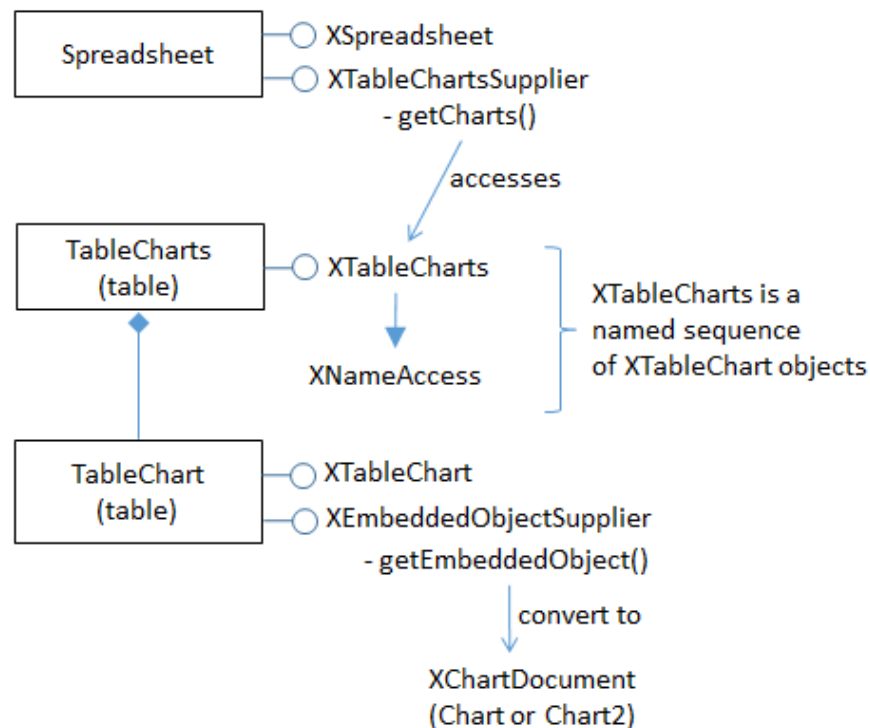 Spreadsheet
XSpreadsheet
XTableChartsSupplier
- getCharts()
accesses
TableCharts
(table)
XTableCharts
XNameAccess
XTableCharts is a
named sequence
of XTableChart objects
TableChart
(table)
XTableChart
XEmbeddedObjectSupplier
- getEmbeddedObject()
convert to
XChartDocument
(Chart or Chart2)